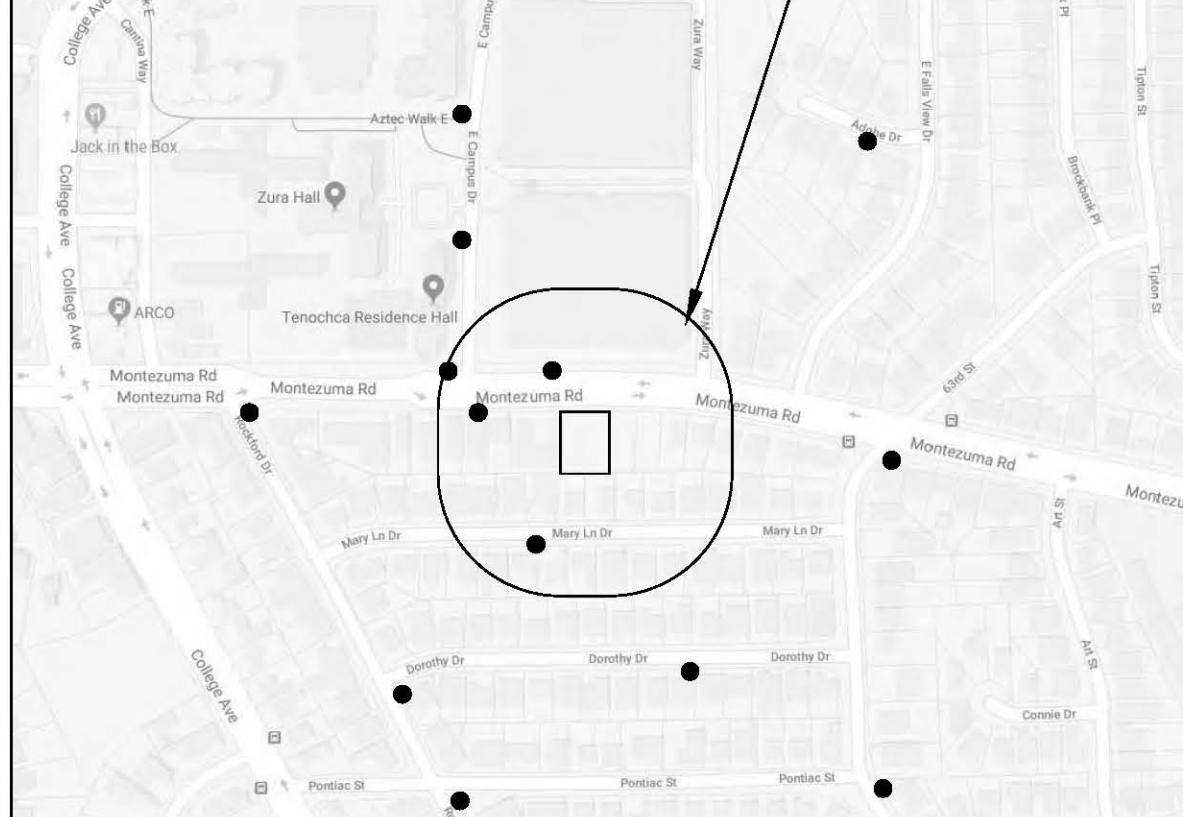 College Ave
Cantina Way
E Campu
Zura Way
E Falls View Dr
Tipton St
Jack in the Box
Aztec Walk E
Adobe Dr
E Campus Dr
Brockbank Pl
Zura Hall
College Ave
College Ave
Tipton St
ARCO
Tenochca Residence Hall
Zura Way
Montezuma Rd
Montezuma Rd
Montezuma Rd
Montezuma Rd
Montezuma Rd
63rd St
Montezuma Rd
Montezu
Rockford Dr
Mary Ln Dr
Mary Ln Dr
Mary Ln Dr
Art St
Dorothy Dr
Dorothy Dr
Dorothy Dr
Art St
College Ave
Connie Dr
Pontiac St
Pontiac St
Pontiac St